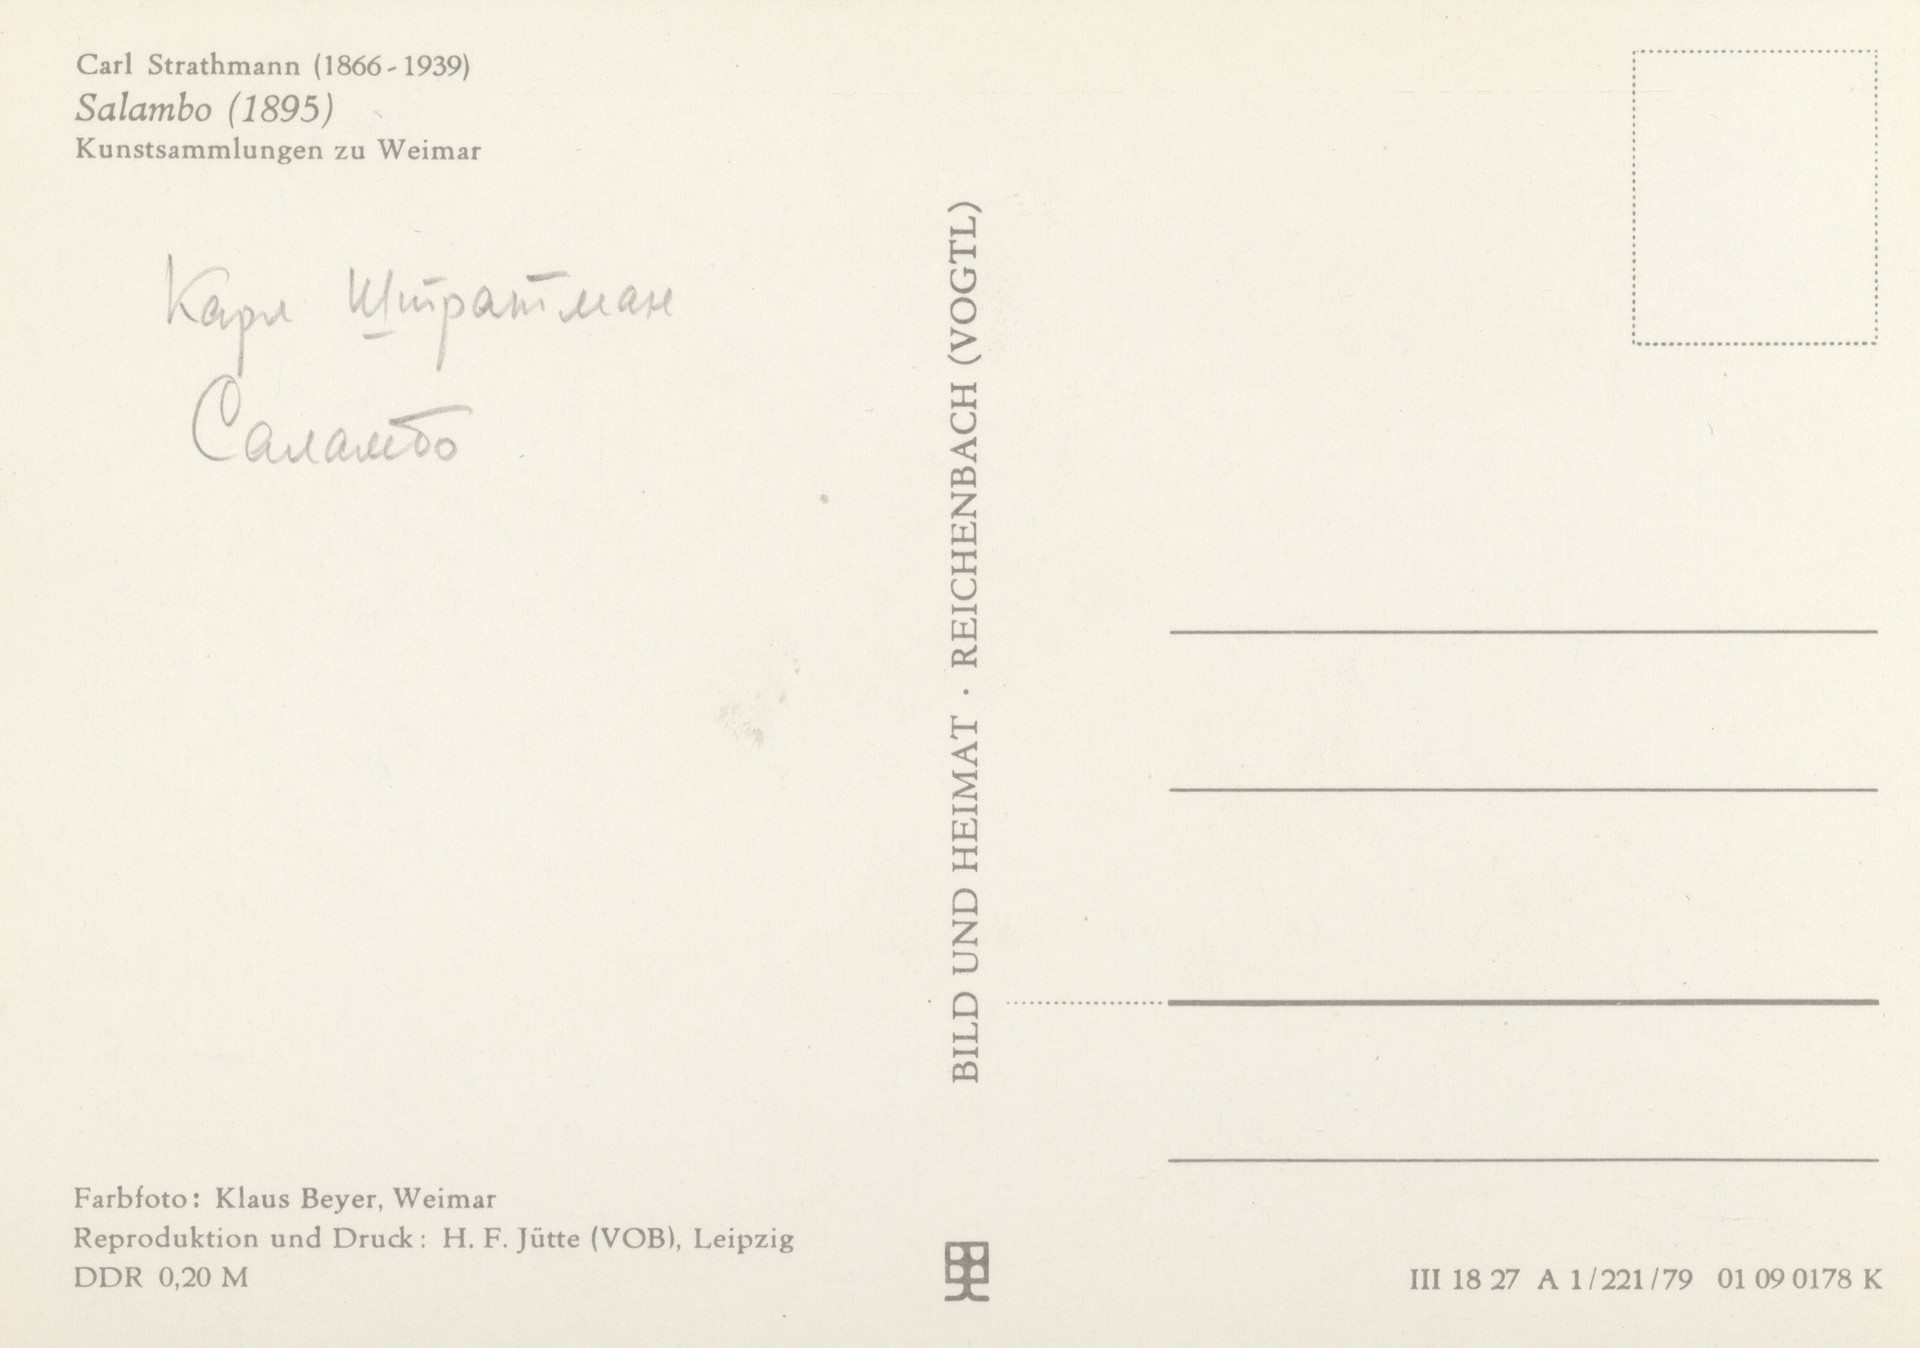 Carl Strathmann (1866-1939)
Salambo (1895)
Kunstsammlungen zu Weimar
Карл Штратман
Саламбо
BILD UND HEIMAT · REICHENBACH (VOGTL)
Farbfoto: Klaus Beyer, Weimar
Reproduktion und Druck: H. F. Jütte (VOB), Leipzig
DDR 0,20 M
III 18 27 A 1/221/79 01 09 0178 K